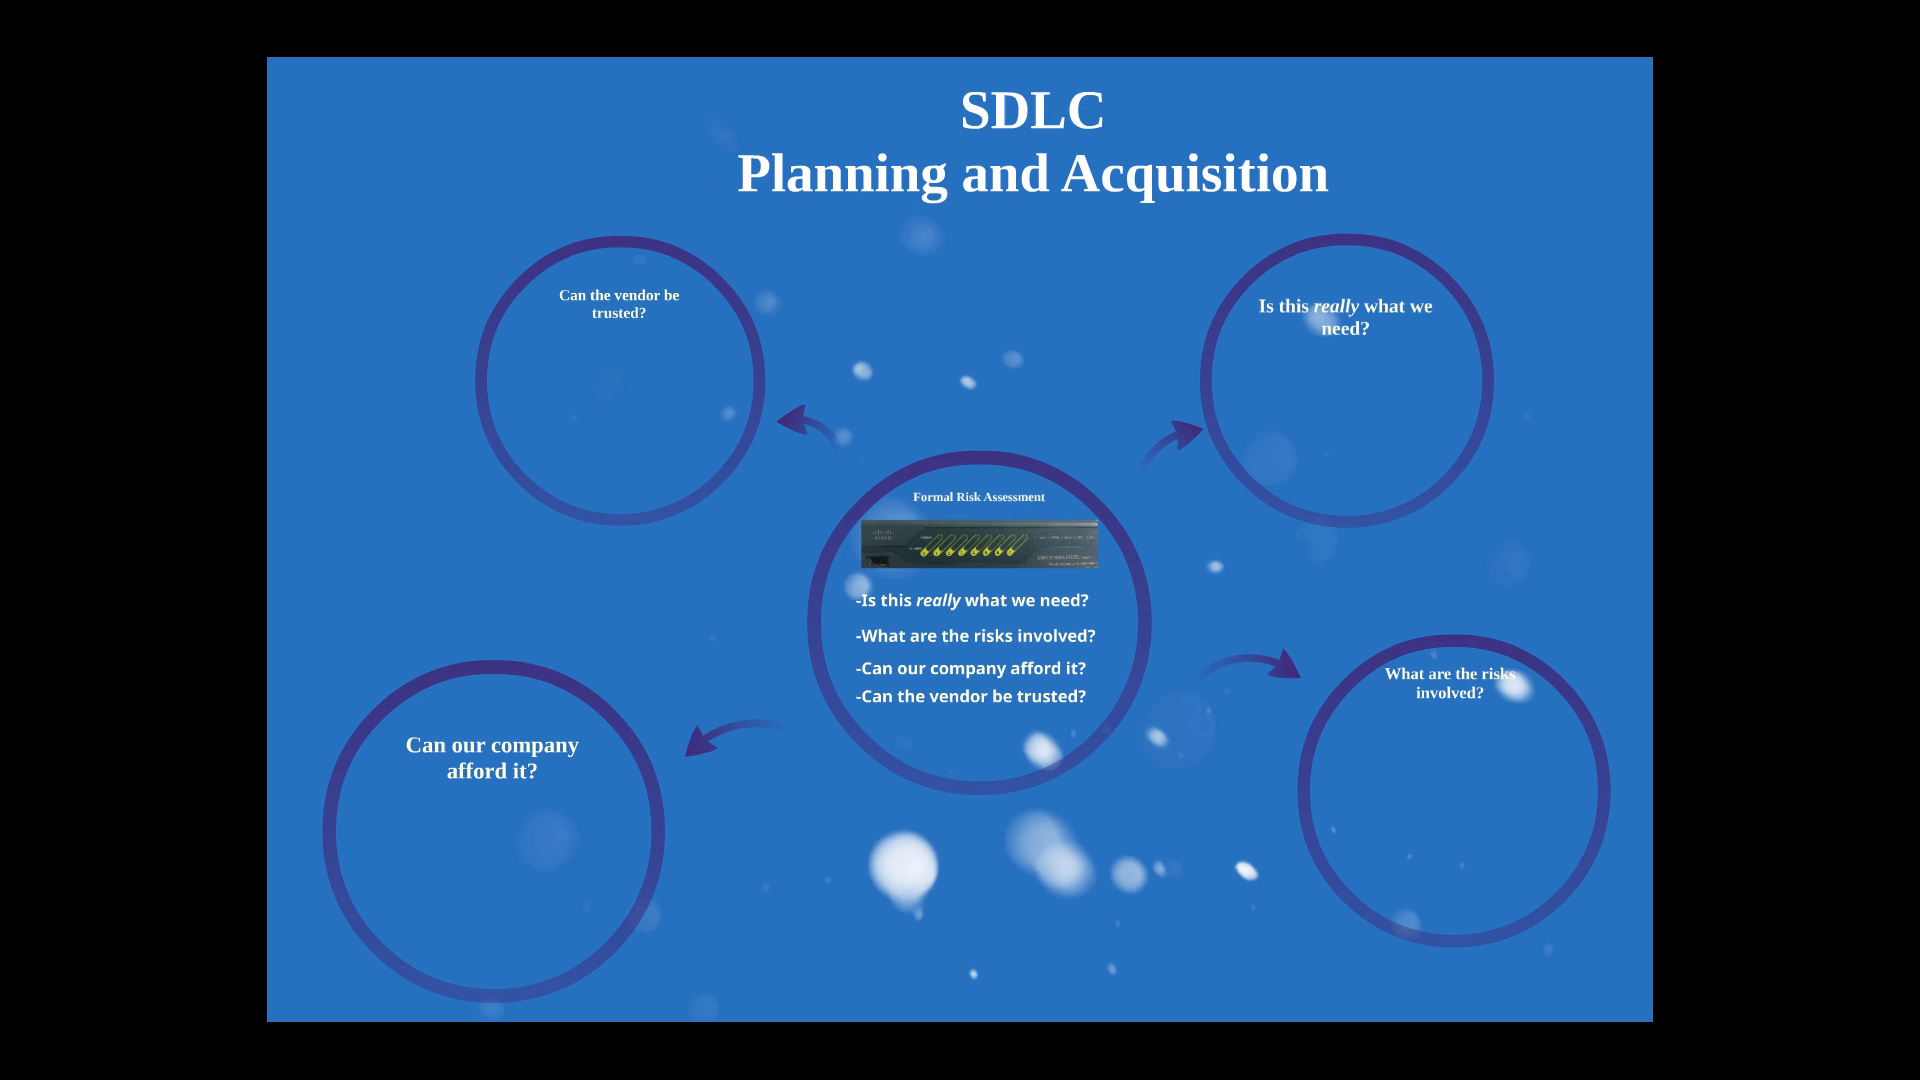 SDLC
Planning and Acquisition
Can the vendor be
trusted?
Is this really what we
need?
Formal Risk Assessment
-Is this really what we need?
-What are the risks involved?
-Can our company afford it?
-Can the vendor be trusted?
Can our company
afford it?
What are the risks
involved?